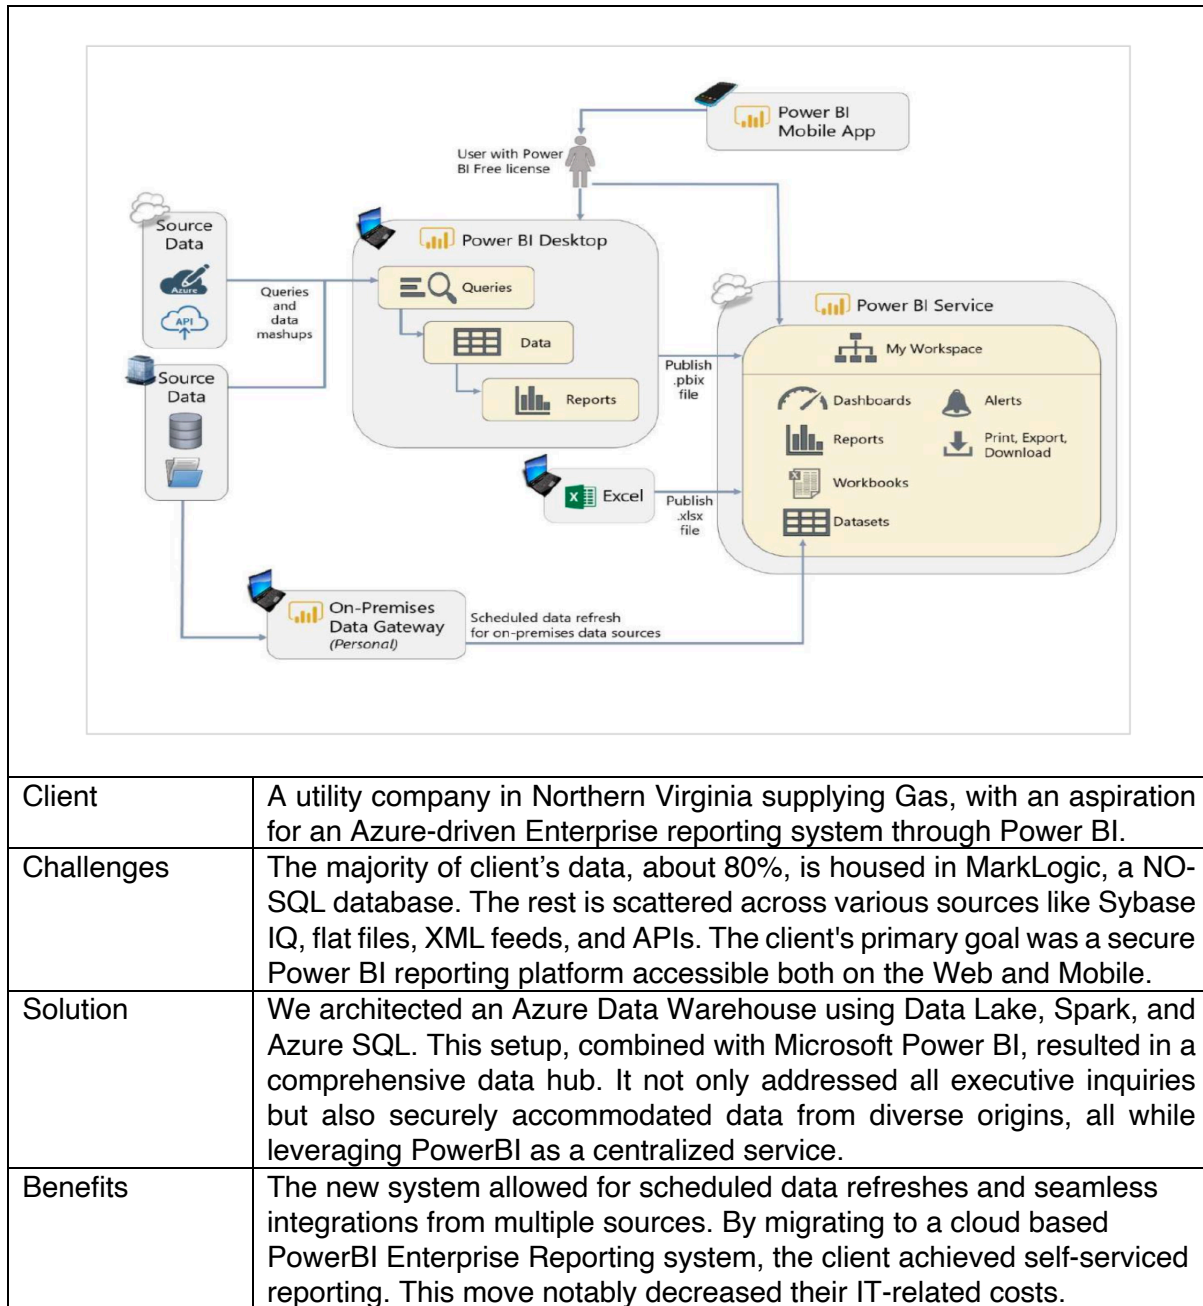 Power BI
Mobile App
User with Power
BI Free license
Source
Data
Azure
API
Queries
and
data
mashups
Power BI Desktop
Queries
Data
Reports
Source
Data
Publish
.pbix
file
Power BI Service
My Workspace
Dashboards
Alerts
Reports
Print, Export,
Download
Workbooks
Datasets
X
Excel
Publish
.xlsx
file
On-Premises
Data Gateway
(Personal)
Scheduled data refresh
for on-premises data sources
Client
A utility company in Northern Virginia supplying Gas, with an aspiration
for an Azure-driven Enterprise reporting system through Power BI.
Challenges
The majority of client’s data, about 80%, is housed in MarkLogic, a NO-
SQL database. The rest is scattered across various sources like Sybase
IQ, flat files, XML feeds, and APIs. The client's primary goal was a secure
Power BI reporting platform accessible both on the Web and Mobile.
Solution
We architected an Azure Data Warehouse using Data Lake, Spark, and
Azure SQL. This setup, combined with Microsoft Power BI, resulted in a
comprehensive data hub. It not only addressed all executive inquiries
but also securely accommodated data from diverse origins, all while
leveraging PowerBI as a centralized service.
Benefits
The new system allowed for scheduled data refreshes and seamless
integrations from multiple sources. By migrating to a cloud based
PowerBI Enterprise Reporting system, the client achieved self-serviced
reporting. This move notably decreased their IT-related costs.